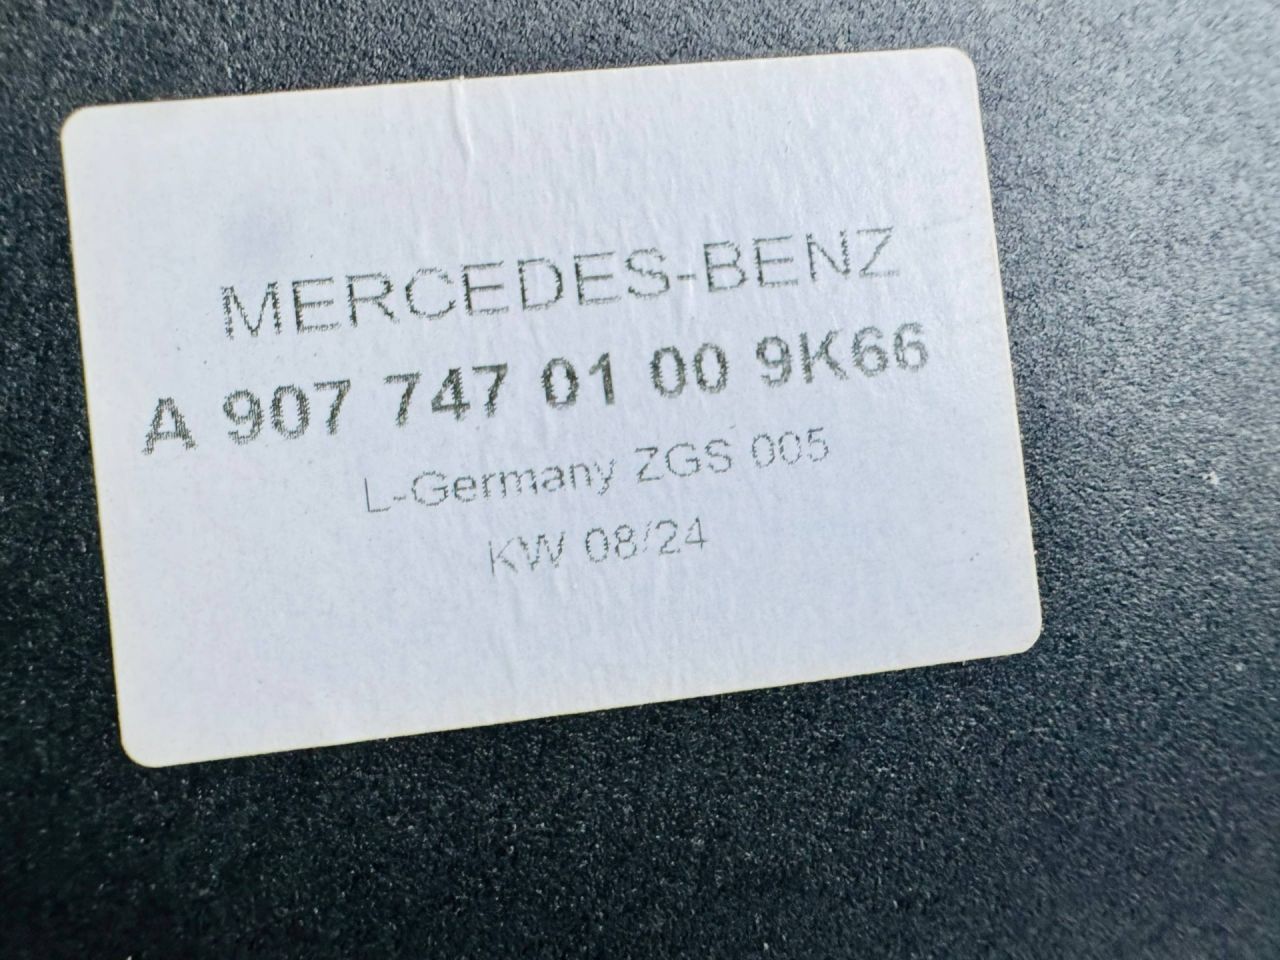 MERCEDES-BENZ
A 907 747 01 00 9K66
L-Germany ZGS 005
KW 08/24